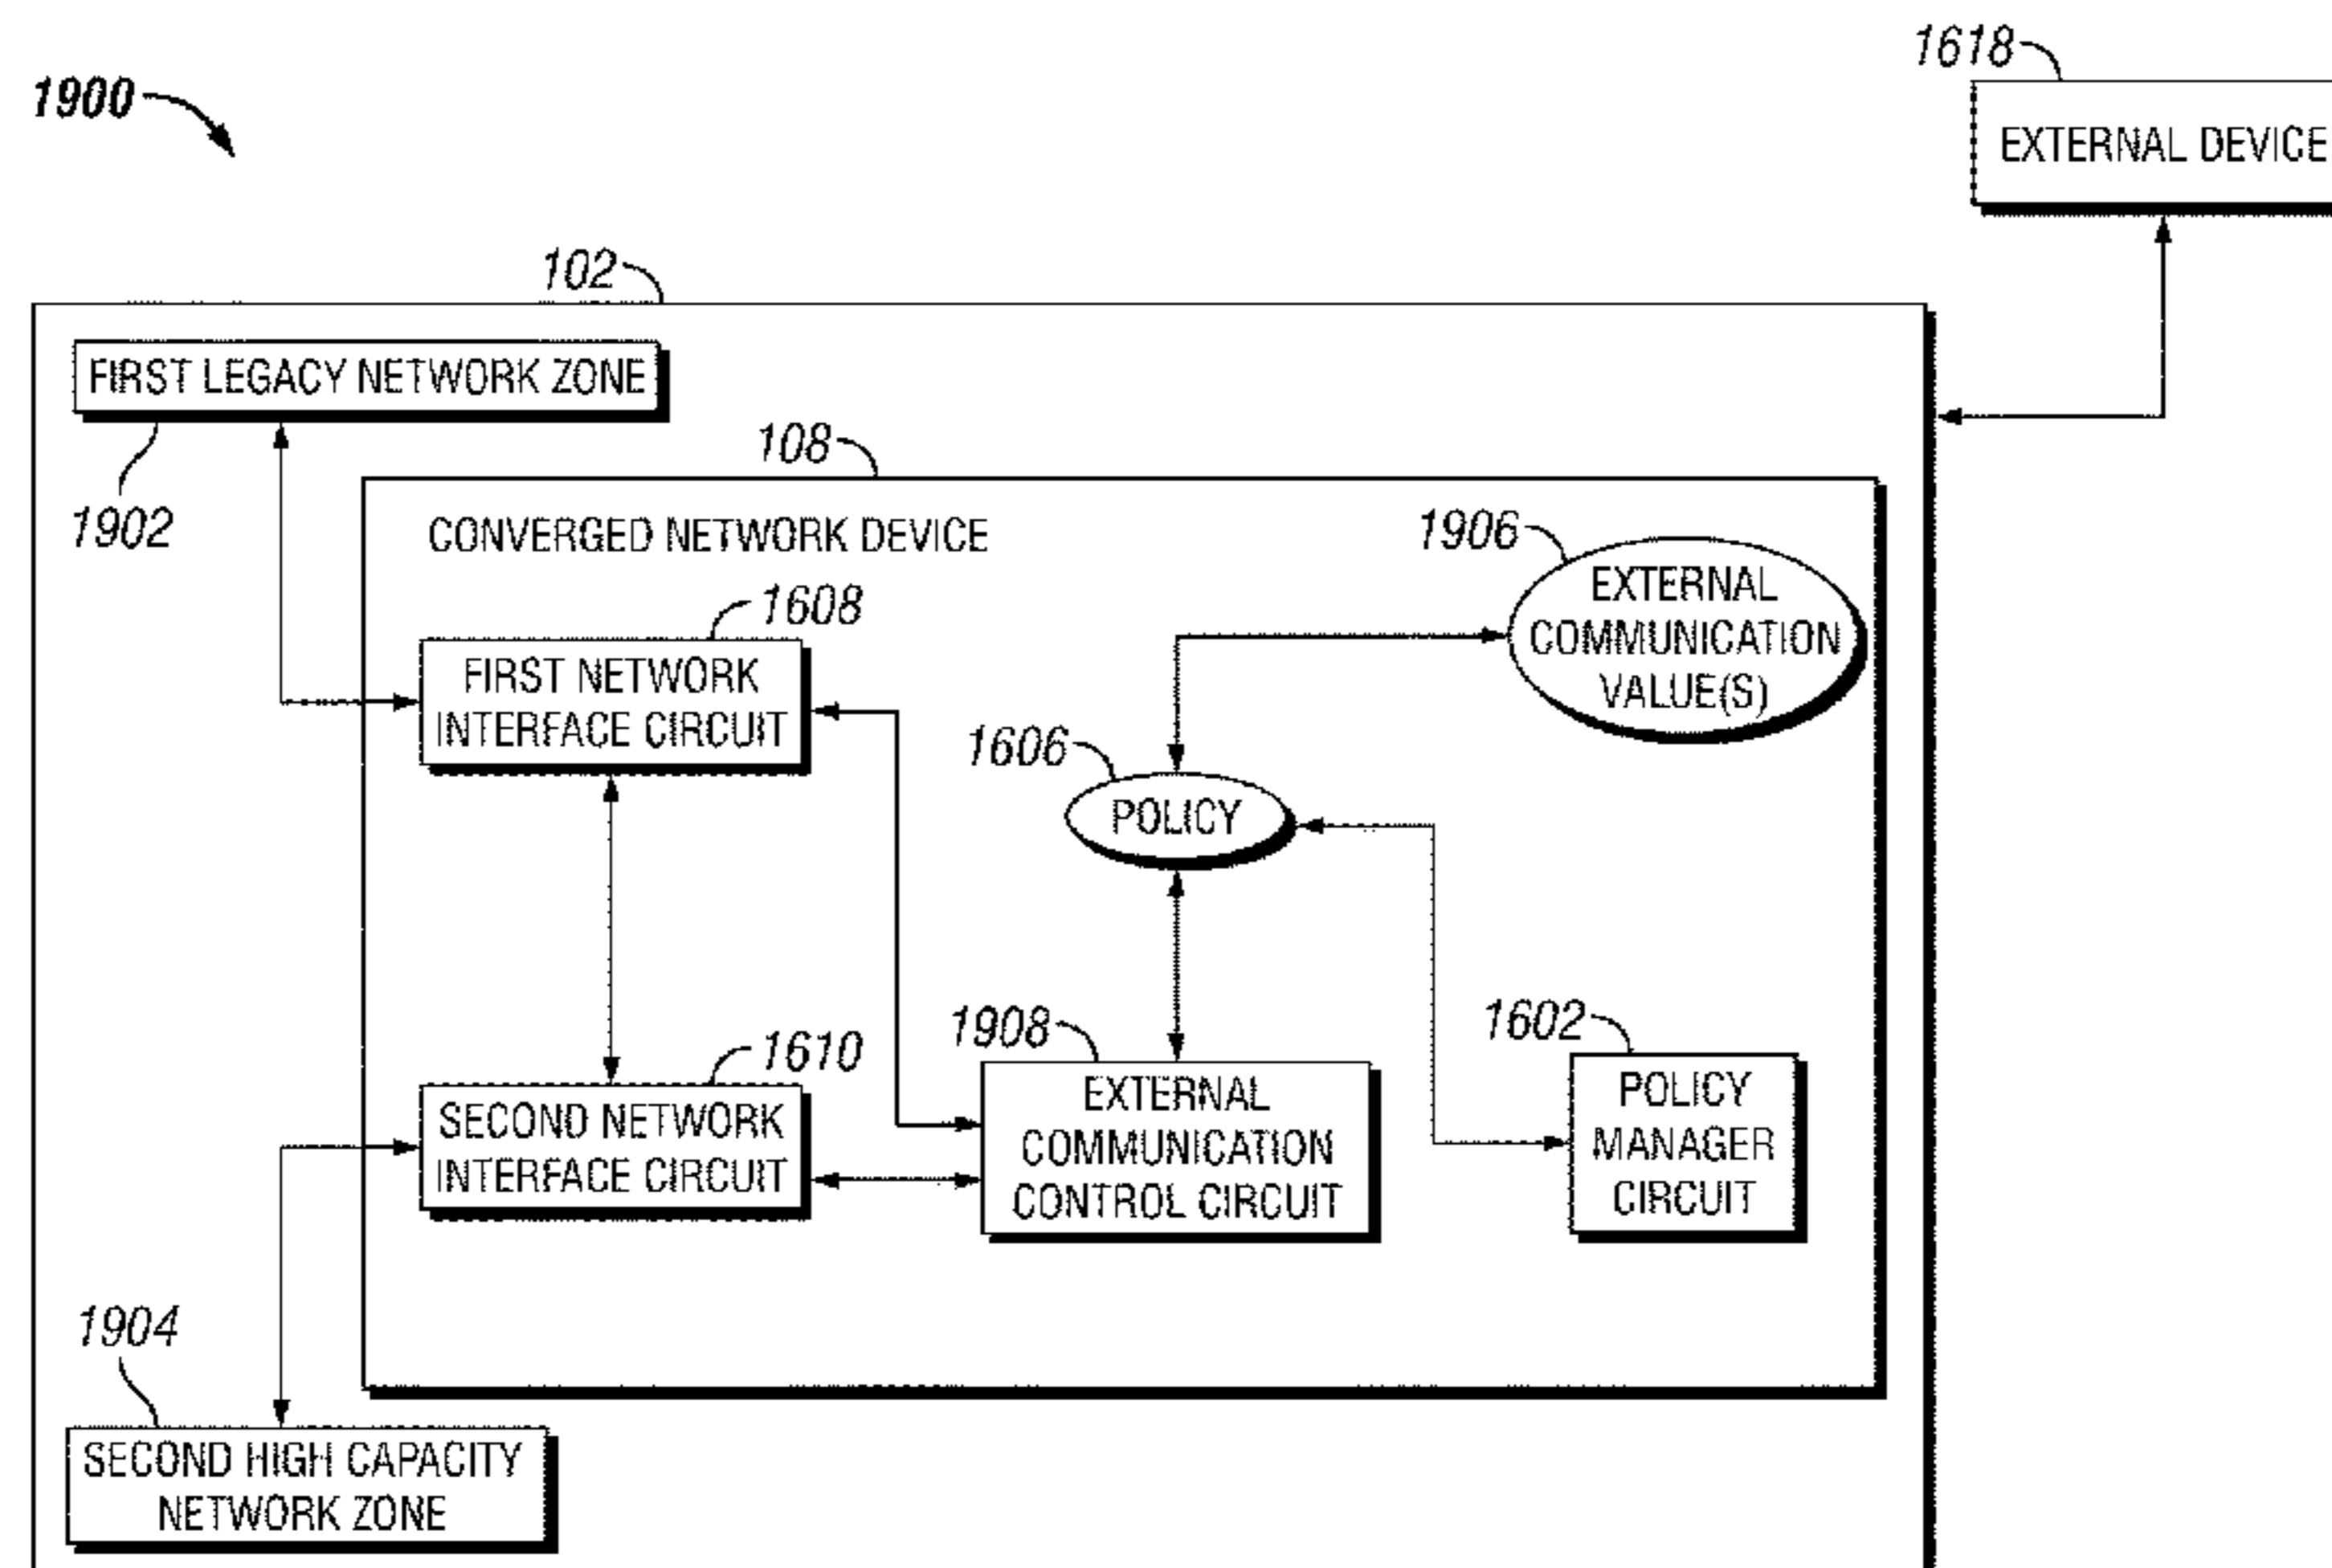 1900
1618
EXTERNAL DEVICE
102
FIRST LEGACY NETWORK ZONE
1902
108
CONVERGED NETWORK DEVICE
1906
EXTERNAL
COMMUNICATION
VALUE(S)
1608
FIRST NETWORK
INTERFACE CIRCUIT
1606
POLICY
1610
SECOND NETWORK
INTERFACE CIRCUIT
1908
EXTERNAL
COMMUNICATION
CONTROL CIRCUIT
1602
POLICY
MANAGER
CIRCUIT
1904
SECOND HIGH CAPACITY
NETWORK ZONE